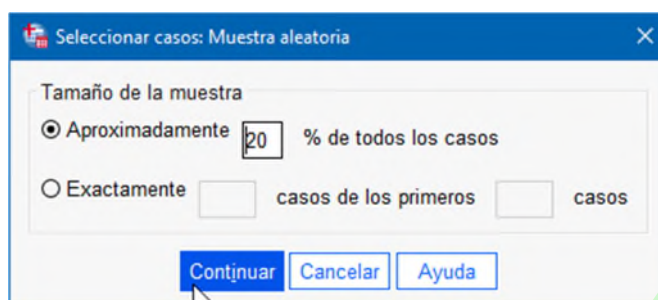 Seleccionar casos: Muestra aleatoria
Tamaño de la muestra
Aproximadamente 20 % de todos los casos
Exactamente casos de los primeros casos
Continuar Cancelar Ayuda